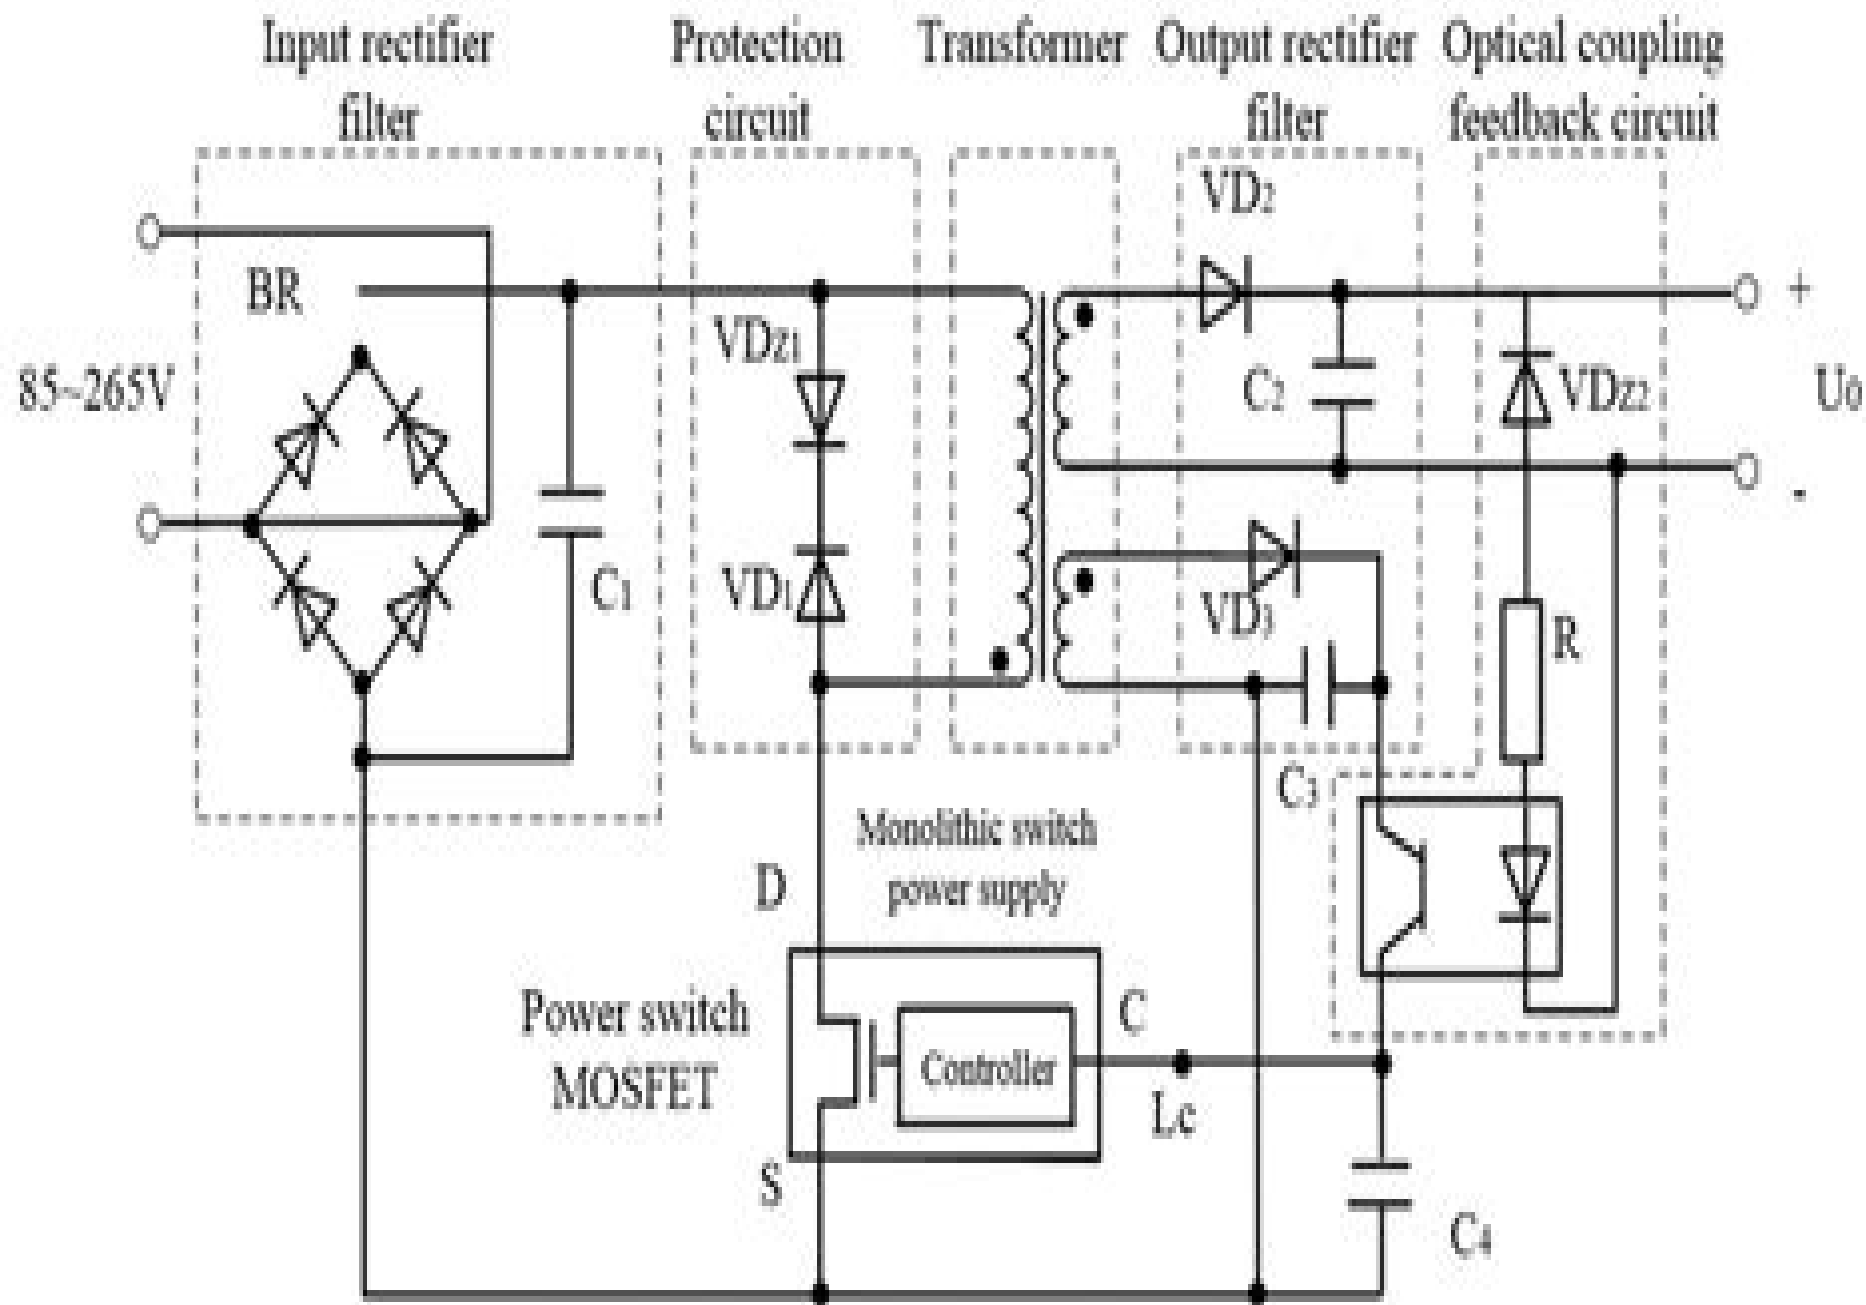 Input rectifier
filter
Protection
circuit
Transformer
Output rectifier
filter
Optical coupling
feedback circuit
BR
85~265V
C1
VDZ1
VD1
VD2
C2
VD3
C3
VDZ2
R
+
U0
-
Monolithic switch
power supply
D
Power switch
MOSFET
Controller
C
Lc
S
C4